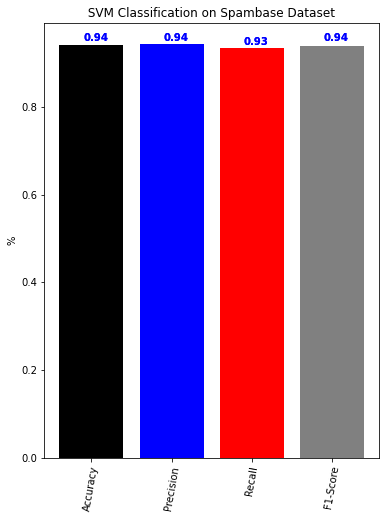 SVM Classification on Spambase Dataset
0.94 0.94 0.93 0.94
0.8
0.6
%
0.4
0.2
0.0
Accuracy Precision Recall F1-Score